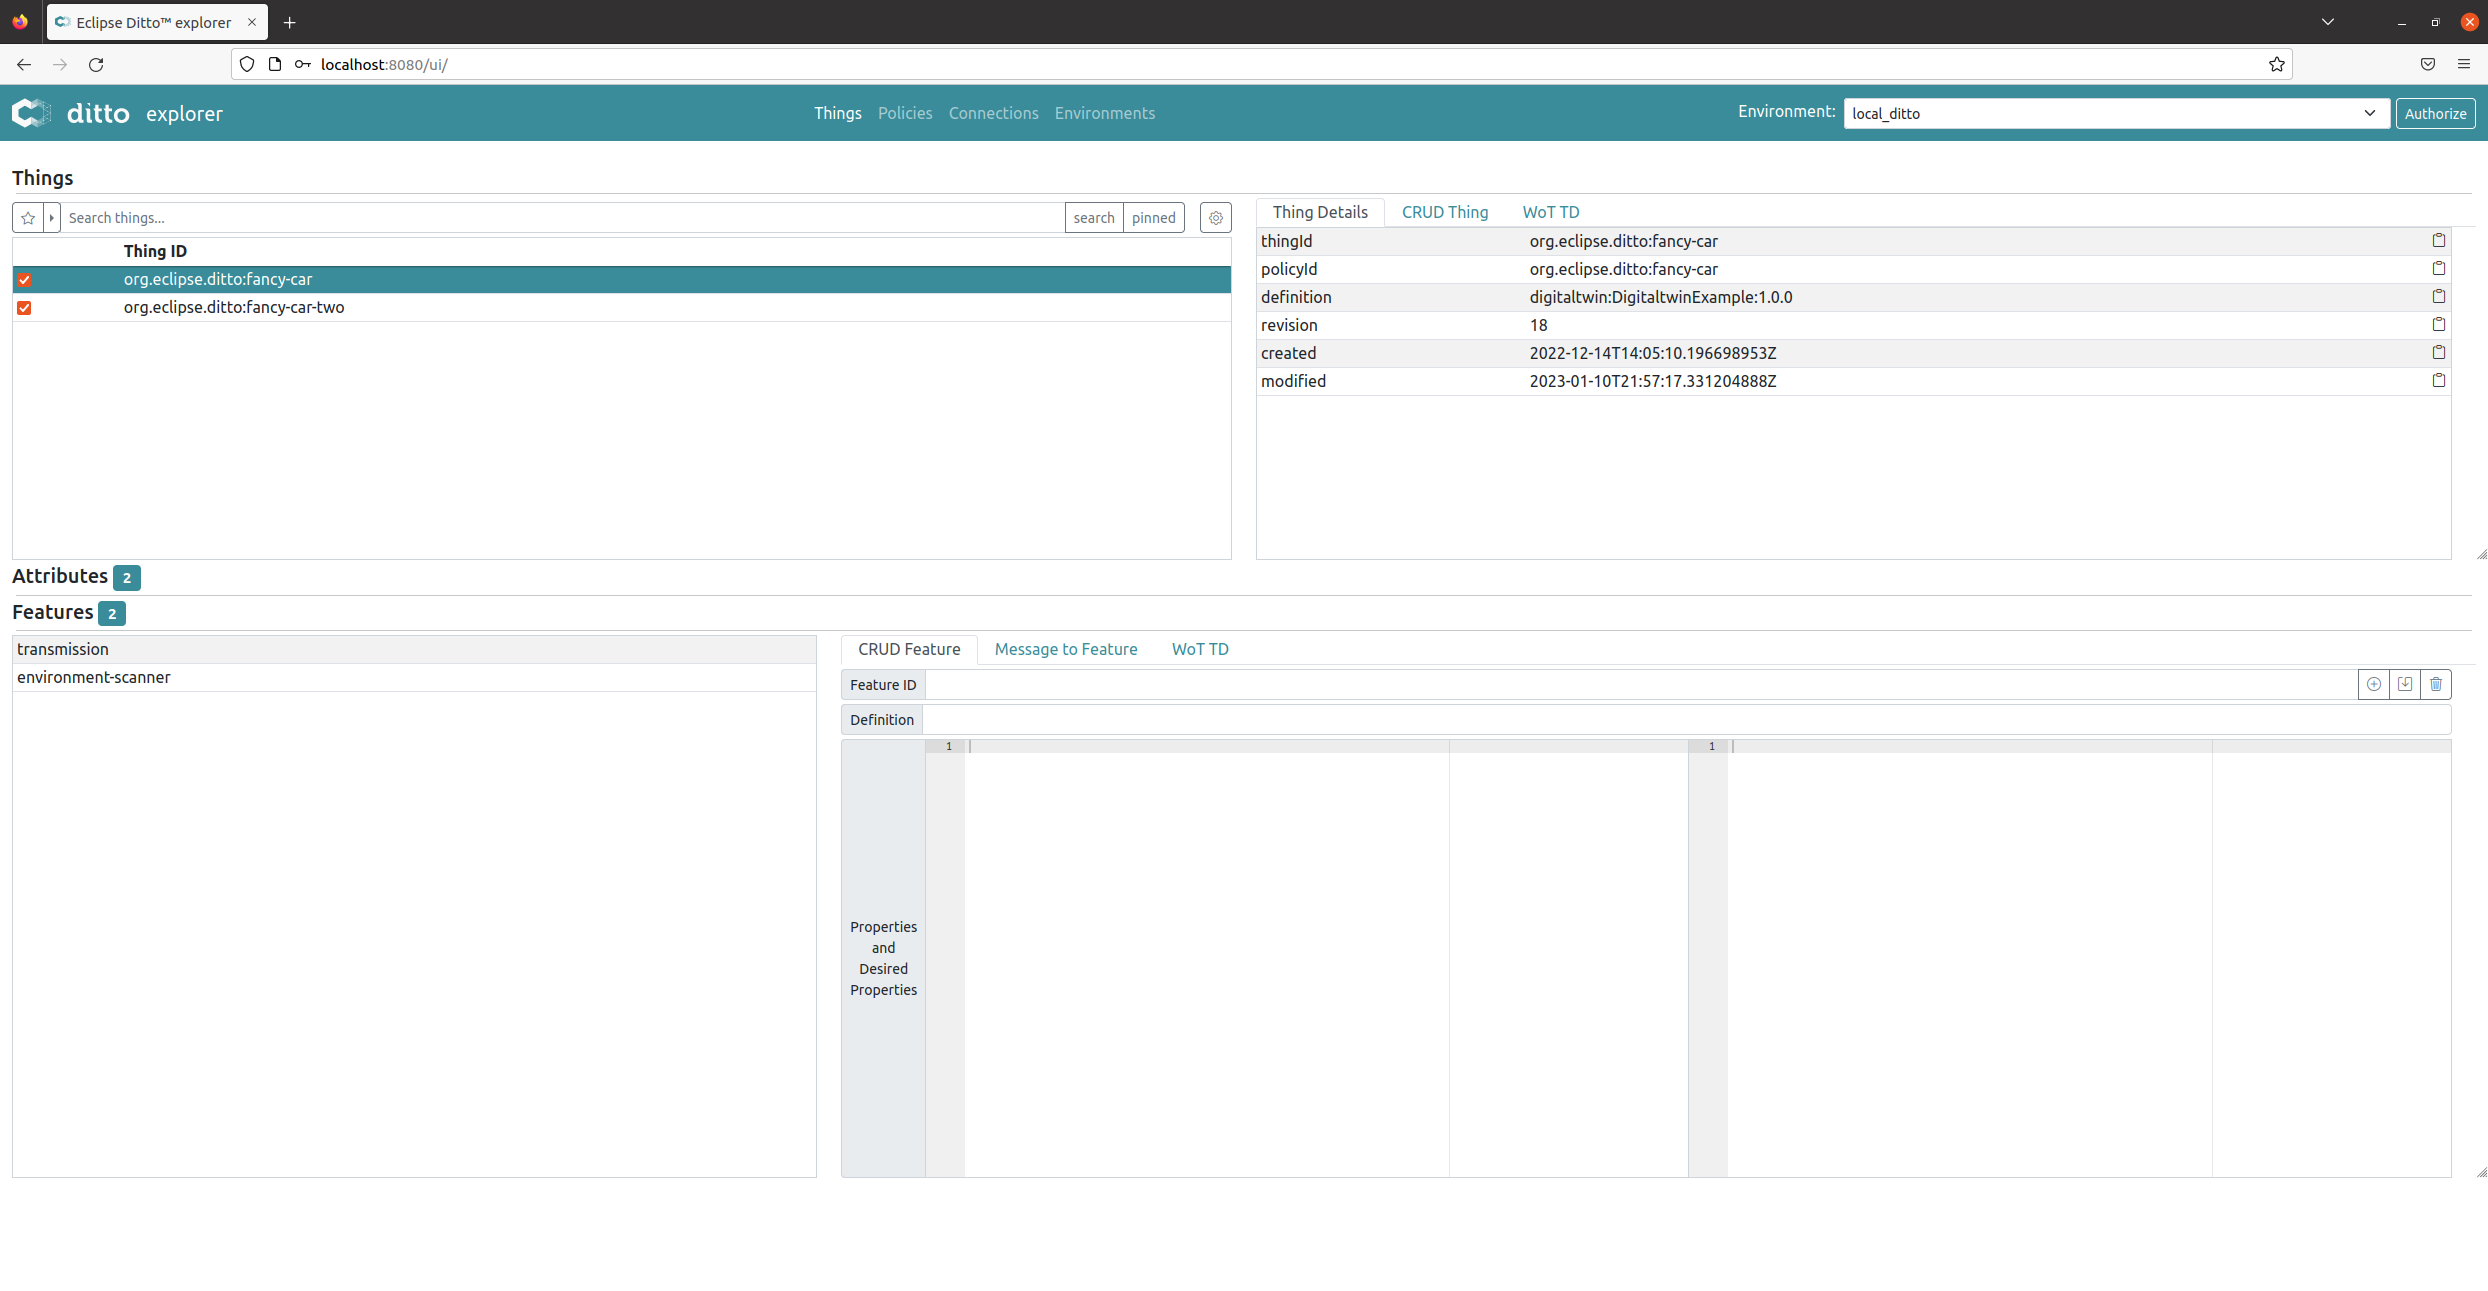 Eclipse Ditto™ explorer
localhost:8080/ui/
ditto explorer
Things Policies Connections Environments
Environment: local_ditto Authorize
Things
Search things... search pinned
Thing ID
org.eclipse.ditto:fancy-car
org.eclipse.ditto:fancy-car-two
Thing Details CRUD Thing WoT TD
thingId org.eclipse.ditto:fancy-car
policyId org.eclipse.ditto:fancy-car
definition digitaltwin:DigitaltwinExample:1.0.0
revision 18
created 2022-12-14T14:05:10.196698953Z
modified 2023-01-10T21:57:17.331204888Z
Attributes 2
Features 2
transmission
environment-scanner
CRUD Feature Message to Feature WoT TD
Feature ID
Definition
1 1
Properties
and
Desired
Properties